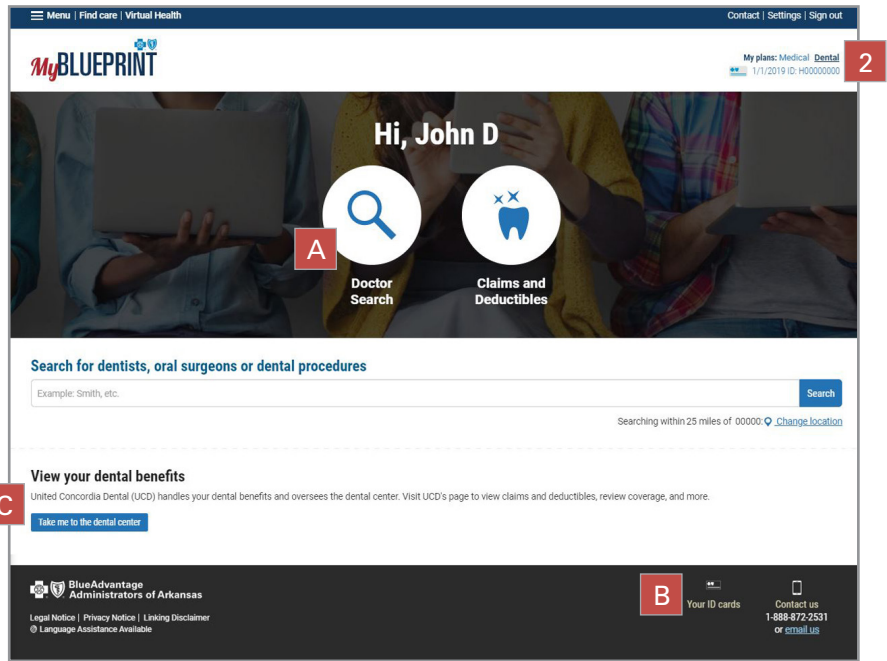 Menu | Find care | Virtual Health
Contact | Settings | Sign out
MyBLUEPRINT
My plans: Medical Dental
1/1/2019 ID: H00000000
2
Hi, John D
A
Doctor
Search
Claims and
Deductibles
Search for dentists, oral surgeons or dental procedures
Example: Smith, etc.
Search
Searching within 25 miles of 00000: Change location
View your dental benefits
C
United Concordia Dental (UCD) handles your dental benefits and oversees the dental center. Visit UCD's page to view claims and deductibles, review coverage, and more.
Take me to the dental center
BlueAdvantage
Administrators of Arkansas
Legal Notice | Privacy Notice | Linking Disclaimer
Language Assistance Available
B
Your ID cards
Contact us
1-888-872-2531
or email us